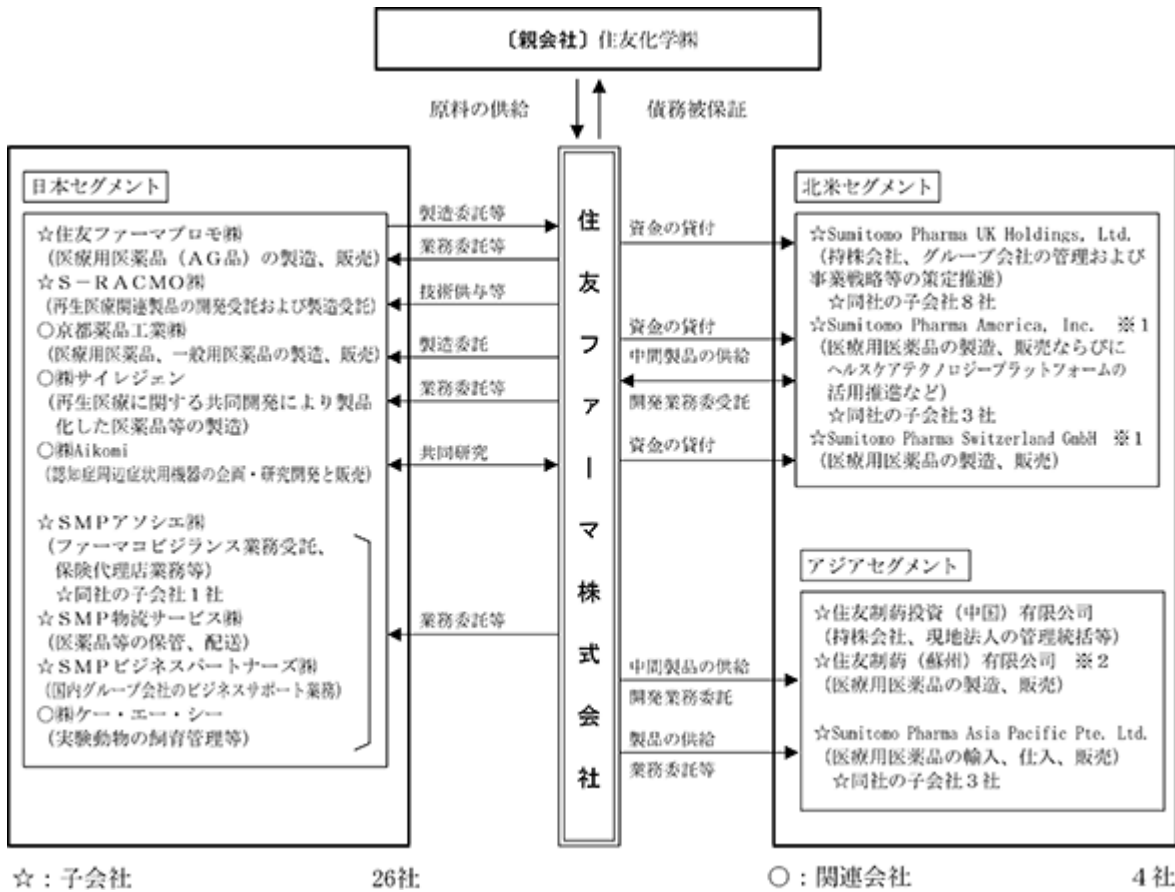 〔親会社〕住友化学㈱
原料の供給
債務被保証
日本セグメント
☆住友ファーマプロモ㈱
(医療用医薬品（AG品）の製造、販売)
☆S－RACMO㈱
(再生医療関連製品の開発受託および製造受託)
○京都薬品工業㈱
(医療用医薬品、一般用医薬品の製造、販売)
○㈱サイレジェン
(再生医療に関する共同開発により製品
化した医薬品等の製造)
○㈱Aikomi
(認知症周辺症状用機器の企画・研究開発と販売)
☆SMPアソシエ㈱
(ファーマコビジランス業務受託、
保険代理店業務等)
☆同社の子会社1社
☆SMP物流サービス㈱
(医薬品等の保管、配送)
☆SMPビジネスパートナーズ㈱
(国内グループ会社のビジネスサポート業務)
○㈱ケー・エー・シー
(実験動物の飼育管理等)
製造委託等
業務委託等
技術供与等
製造委託
業務委託等
共同研究
業務委託等
住友ファーマ株式会社
資金の貸付
資金の貸付
中間製品の供給
開発業務委受託
資金の貸付
中間製品の供給
開発業務委託
製品の供給
業務委託等
北米セグメント
☆Sumitomo Pharma UK Holdings, Ltd.
(持株会社、グループ会社の管理および
事業戦略等の策定推進)
☆同社の子会社8社
☆Sumitomo Pharma America, Inc. ※1
(医療用医薬品の製造、販売ならびに
ヘルスケアテクノロジープラットフォームの
活用推進など)
☆同社の子会社3社
☆Sumitomo Pharma Switzerland GmbH ※1
(医療用医薬品の製造、販売)
アジアセグメント
☆住友制葯投資（中国）有限公司
(持株会社、現地法人の管理統括等)
☆住友制葯（蘇州）有限公司 ※2
(医療用医薬品の製造、販売)
☆Sumitomo Pharma Asia Pacific Pte. Ltd.
(医療用医薬品の輸入、仕入、販売)
☆同社の子会社3社
☆：子会社 26社
○：関連会社 4社